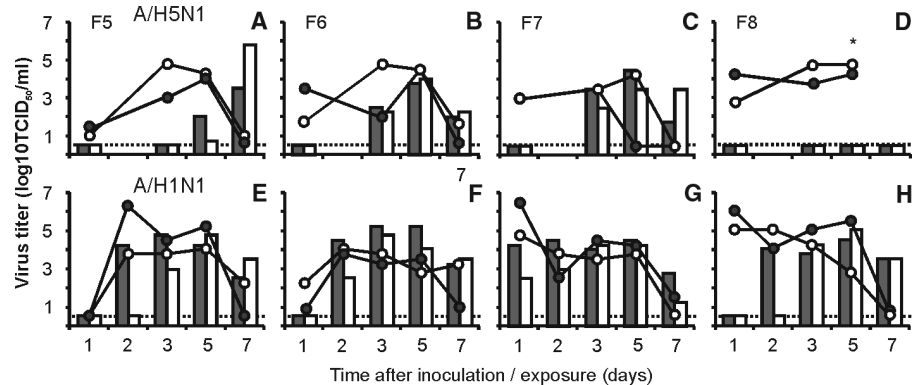 A/H5N1
F5 A
F6 B
F7 C
F8 D
7
5
3
1
*
7
A/H1N1
E
F
G
H
7
5
3
1
1 2 3 5 7
1 2 3 5 7
1 2 3 5 7
1 2 3 5 7
Virus titer (log10TCID50/ml)
Time after inoculation / exposure (days)